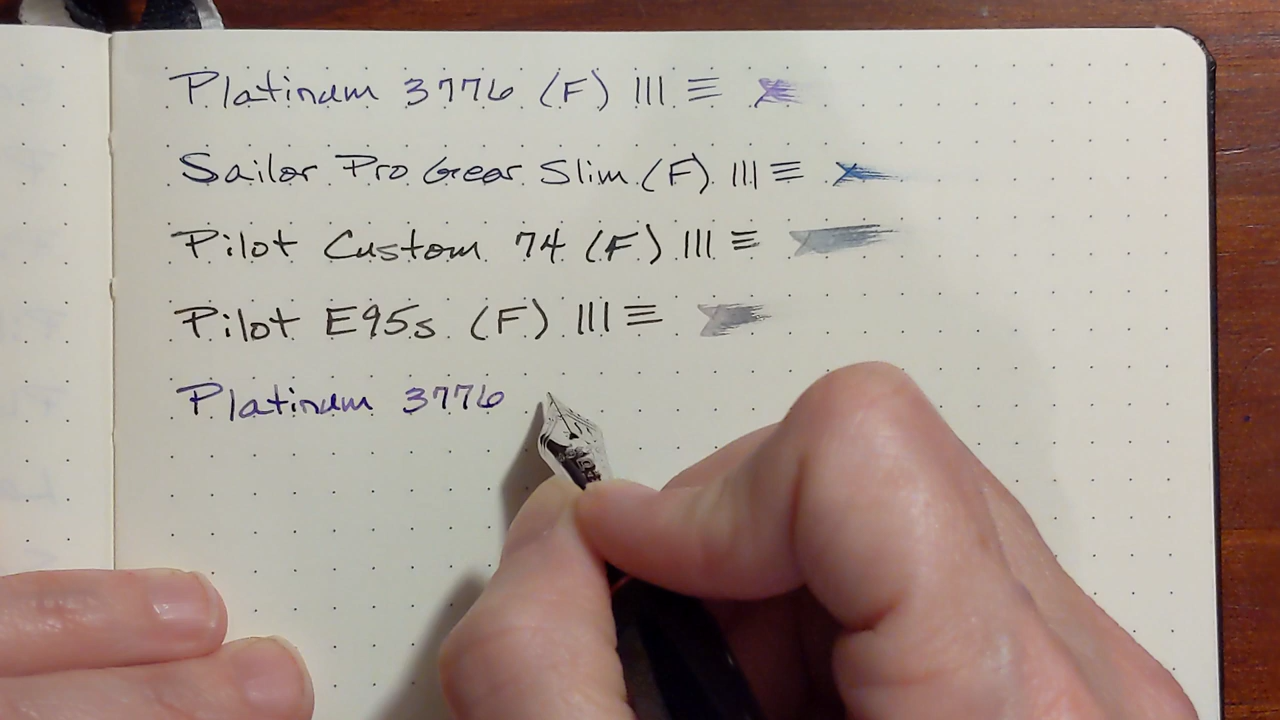 Platinum 3776 (F) ||| ≡
Sailor Pro Gear Slim (F) ||| ≡
Pilot Custom 74 (F) ||| ≡
Pilot E95s (F) ||| ≡
Platinum 3776